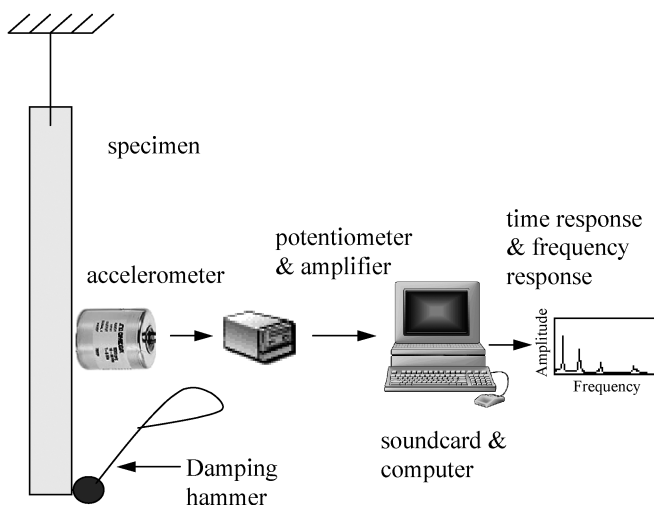 specimen
accelerometer
potentiometer
& amplifier
time response
& frequency
response
Amplitude
Frequency
soundcard &
computer
Damping
hammer